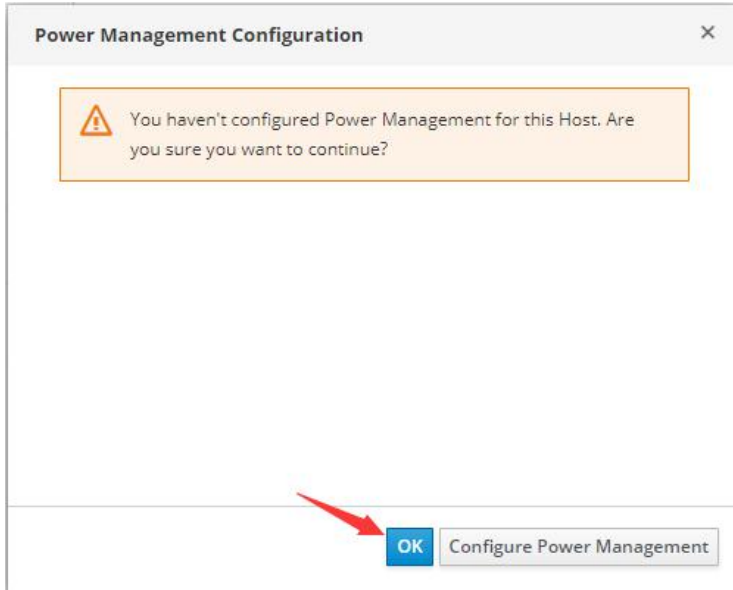 Power Management Configuration
You haven't configured Power Management for this Host. Are
you sure you want to continue?
OK Configure Power Management